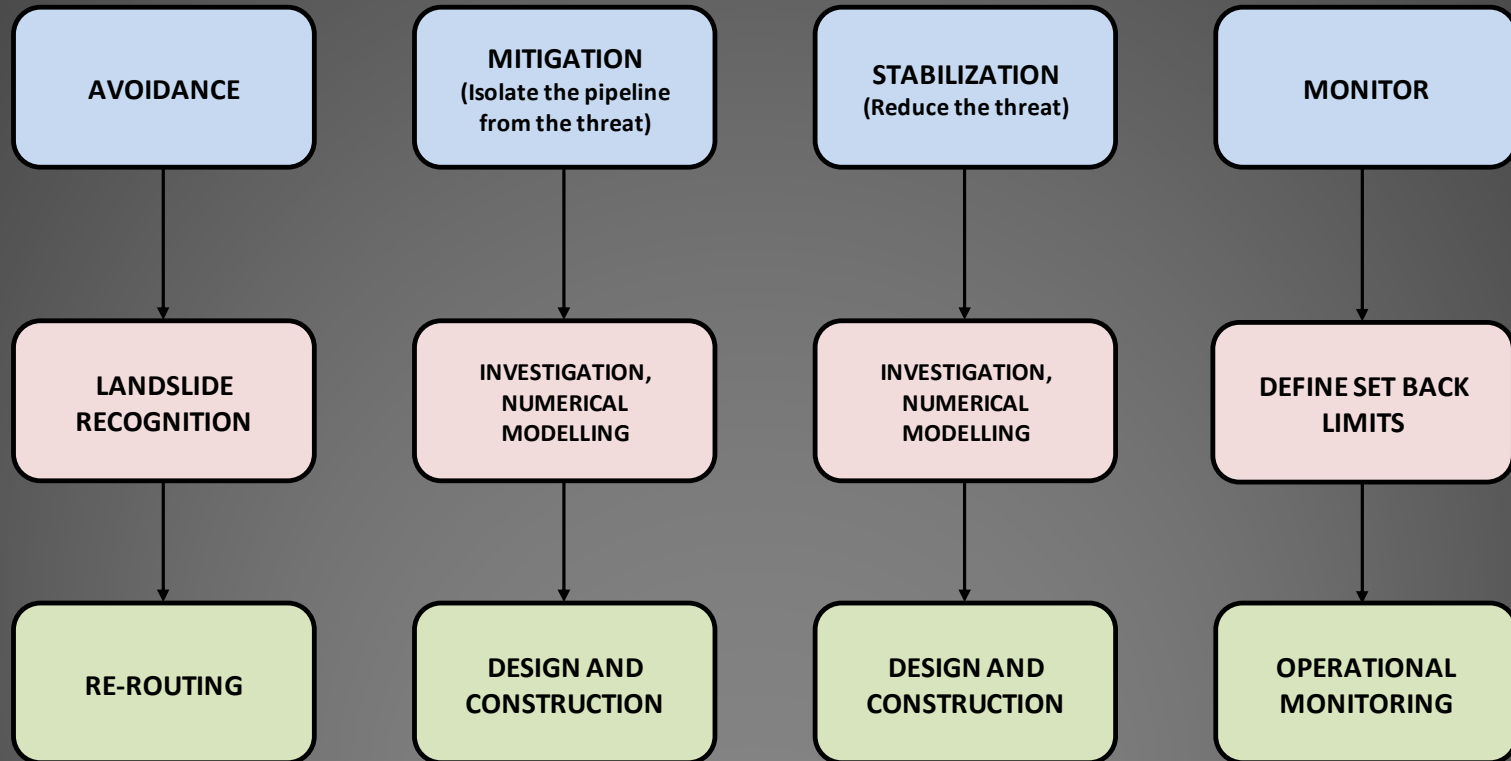 AVOIDANCE
MITIGATION
(Isolate the pipeline
from the threat)
STABILIZATION
(Reduce the threat)
MONITOR
LANDSLIDE
RECOGNITION
INVESTIGATION,
NUMERICAL
MODELLING
INVESTIGATION,
NUMERICAL
MODELLING
DEFINE SET BACK
LIMITS
RE-ROUTING
DESIGN AND
CONSTRUCTION
DESIGN AND
CONSTRUCTION
OPERATIONAL
MONITORING